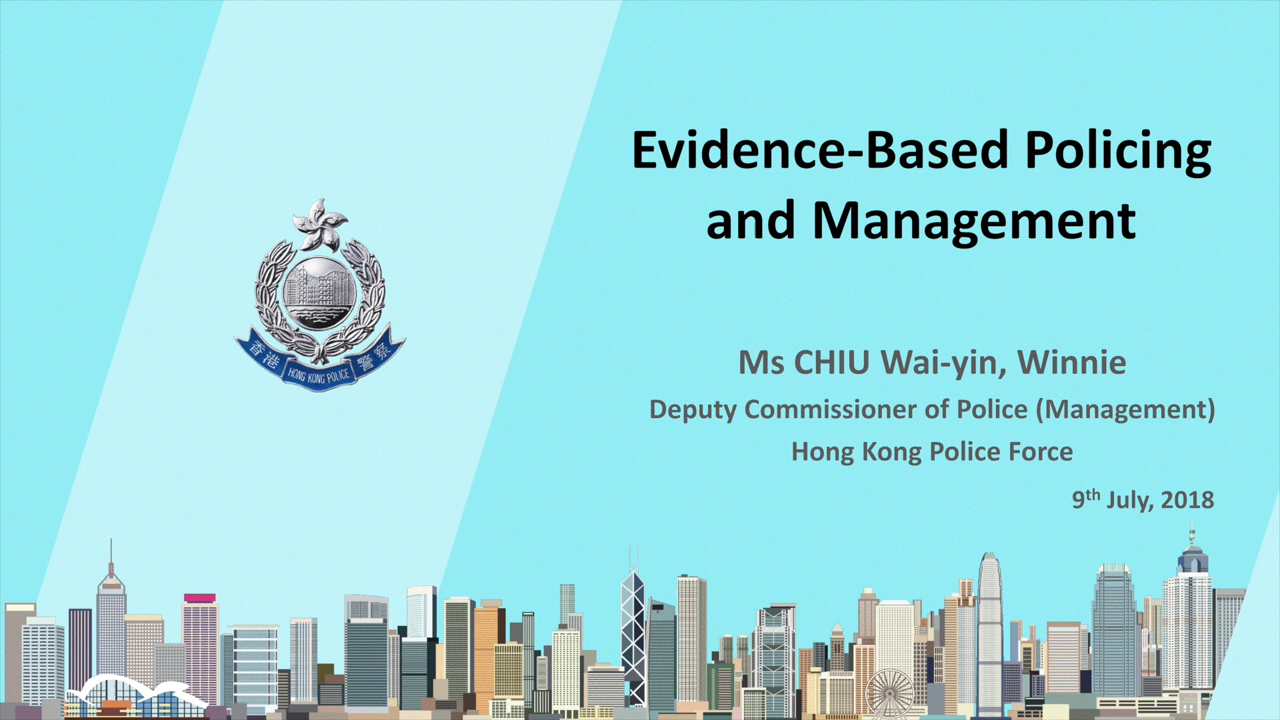 Evidence-Based Policing
and Management
香港 HONG KONG POLICE 警察
Ms CHIU Wai-yin, Winnie
Deputy Commissioner of Police (Management)
Hong Kong Police Force
9th July, 2018